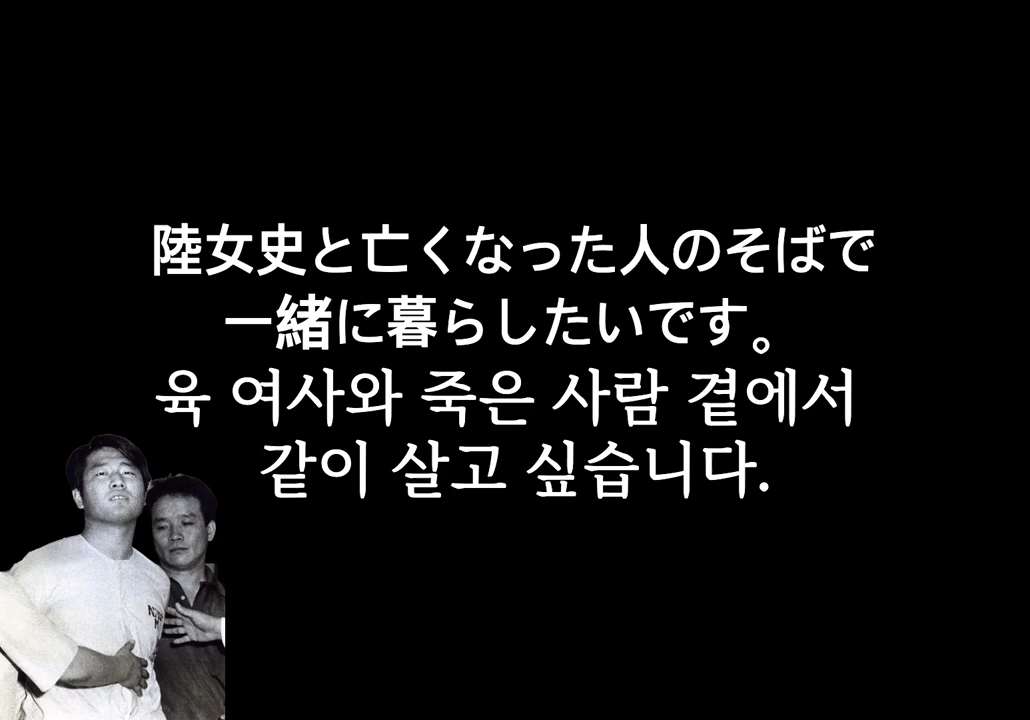 陸女史と亡くなった人のそばで
一緒に暮らしたいです。
육 여사와 죽은 사람 곁에서
같이 살고 싶습니다.